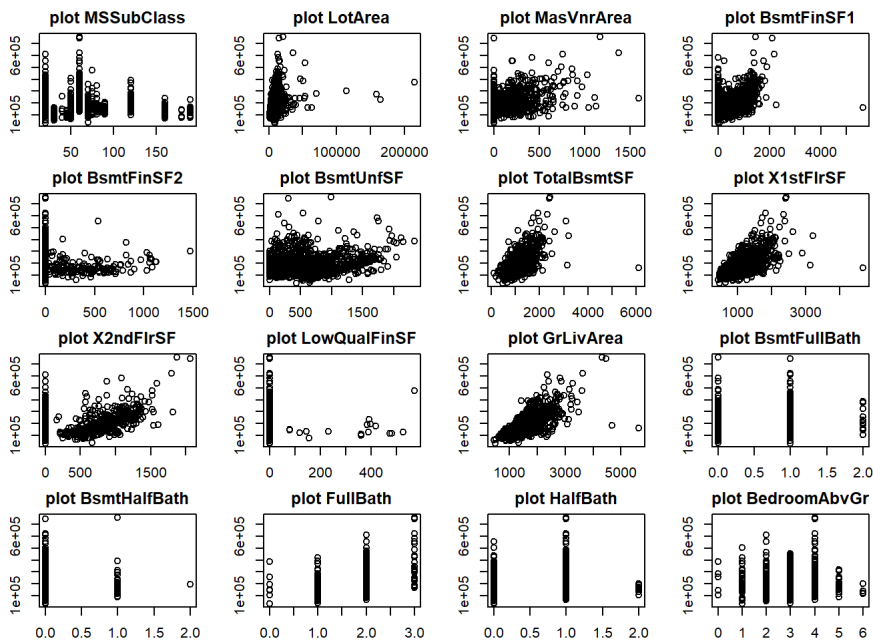 plot MSSubClass
1e+05 6e+05
50 100 150
plot LotArea
1e+05 6e+05
0 100000 200000
plot MasVnrArea
1e+05 6e+05
0 500 1000 1500
plot BsmtFinSF1
1e+05 6e+05
0 2000 4000
plot BsmtFinSF2
1e+05 6e+05
0 500 1000 1500
plot BsmtUnfSF
1e+05 6e+05
0 500 1000 2000
plot TotalBsmtSF
1e+05 6e+05
0 1000 2000 3000 4000 5000 6000
plot X1stFlrSF
1e+05 6e+05
1000 2000 3000 4000
plot X2ndFlrSF
1e+05 6e+05
0 500 1000 1500 2000
plot LowQualFinSF
1e+05 6e+05
0 200 400
plot GrLivArea
1e+05 6e+05
1000 3000 5000
plot BsmtFullBath
1e+05 6e+05
0.0 0.5 1.0 1.5 2.0 2.5 3.0
plot BsmtHalfBath
1e+05 6e+05
0.0 0.5 1.0 1.5 2.0
plot FullBath
1e+05 6e+05
0.0 1.0 2.0 3.0
plot HalfBath
1e+05 6e+05
0.0 0.5 1.0 1.5 2.0
plot BedroomAbvGr
1e+05 6e+05
0 1 2 3 4 5 6